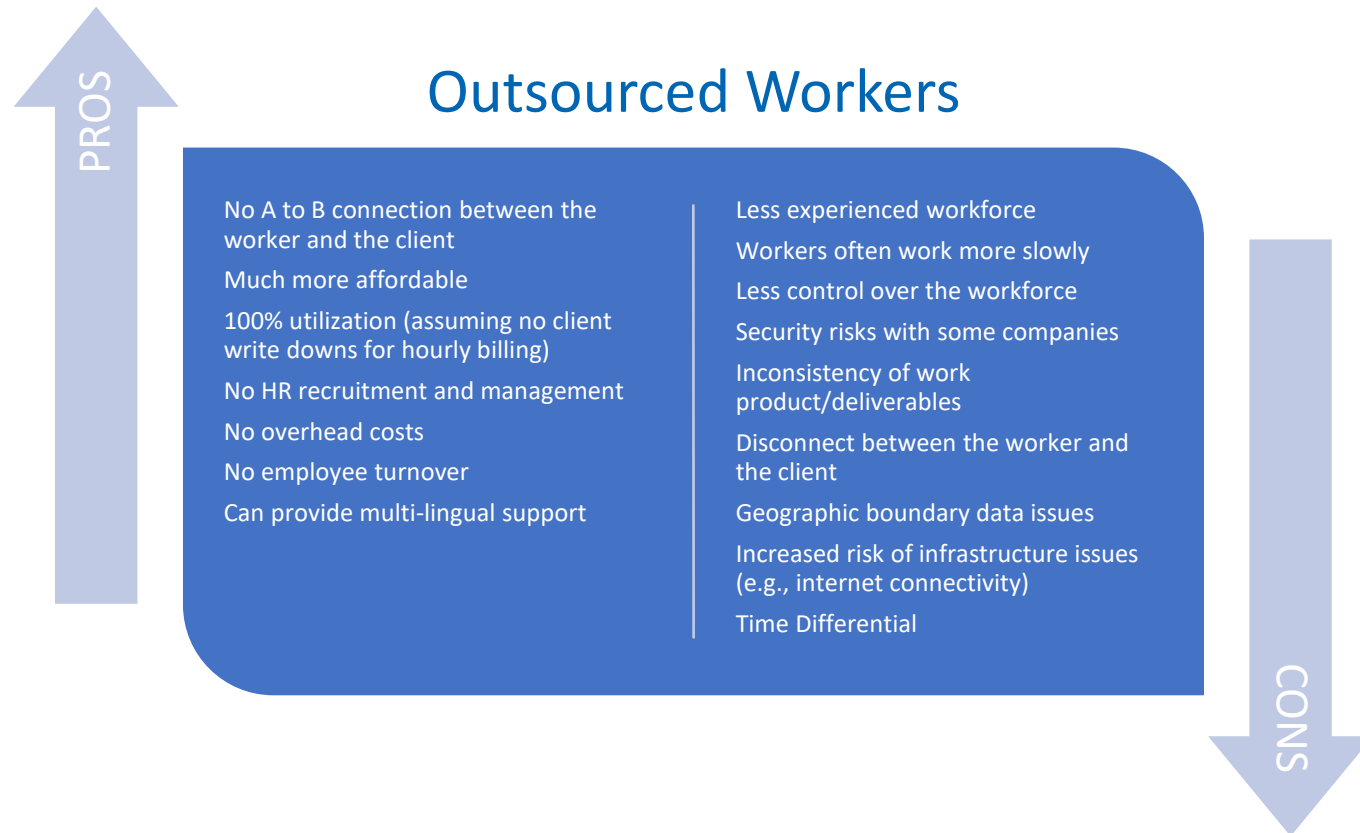 PROS
Outsourced Workers
No A to B connection between the
worker and the client
Much more affordable
100% utilization (assuming no client
write downs for hourly billing)
No HR recruitment and management
No overhead costs
No employee turnover
Can provide multi-lingual support
Less experienced workforce
Workers often work more slowly
Less control over the workforce
Security risks with some companies
Inconsistency of work
product/deliverables
Disconnect between the worker and
the client
Geographic boundary data issues
Increased risk of infrastructure issues
(e.g., internet connectivity)
Time Differential
CONS